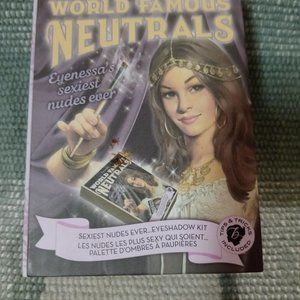 WORLD FAMOUS
NEUTRALS
Eyenessa's
sexiest
nudes ever
WORLD FAMOUS
NEUTRALS
SEXIEST NUDES EVER...EYESHADOW KIT
LES NUDES LES PLUS SEXY QUI SOIENT...
PALETTE D'OMBRES À PAUPIÈRES
TIPS & TRICKS
INCLUDED